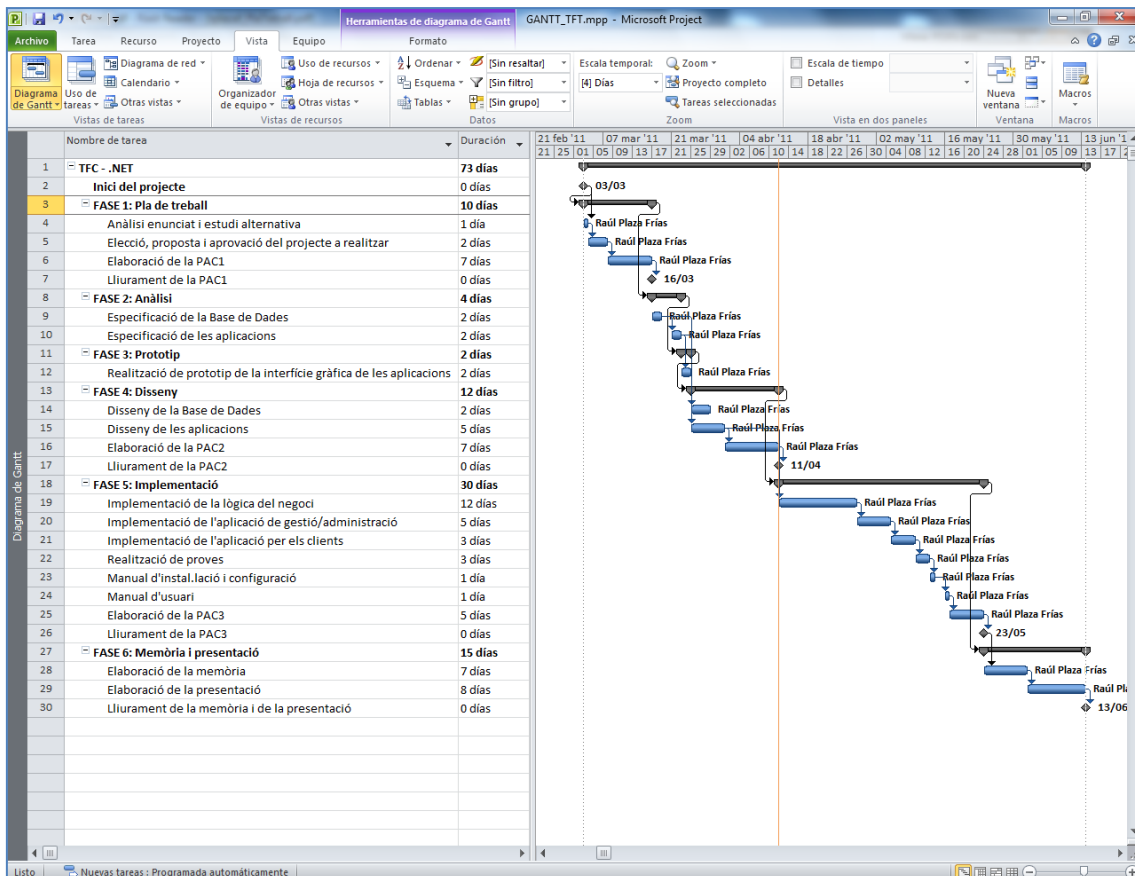 Herramientas de diagrama de Gantt GANTT_TFT.mpp - Microsoft Project
Archivo Tarea Recurso Proyecto Vista Equipo Formato
Diagrama de Gantt
Uso de tareas
Diagrama de red
Calendario
Otras vistas
Vistas de tareas
Organizador de equipo
Uso de recursos
Hoja de recursos
Otras vistas
Vistas de recursos
Ordenar
Esquema
Tablas
[Sin resaltar]
[Sin filtro]
[Sin grupo]
Datos
Escala temporal:
[4] Días
Zoom
Proyecto completo
Tareas seleccionadas
Zoom
Escala de tiempo
Detalles
Vista en dos paneles
Nueva ventana
Ventana
Macros
Macros
Nombre de tarea Duración
21 feb '11 07 mar '11 21 mar '11 04 abr '11 18 abr '11 02 may '11 16 may '11 30 may '11 13 jun '1
21 25 01 05 09 13 17 21 25 29 02 06 10 14 18 22 26 30 04 08 12 16 20 24 28 01 05 09 13 17
1 TFC - .NET 73 días
2 Inici del projecte 0 días 03/03
3 FASE 1: Pla de treball 10 días
4 Anàlisi enunciat i estudi alternativa 1 día Raúl Plaza Frías
5 Elecció, proposta i aprovació del projecte a realitzar 2 días Raúl Plaza Frías
6 Elaboració de la PAC1 7 días Raúl Plaza Frías
7 Lliurament de la PAC1 0 días 16/03
8 FASE 2: Anàlisi 4 días
9 Especificació de la Base de Dades 2 días Raúl Plaza Frías
10 Especificació de les aplicacions 2 días Raúl Plaza Frías
11 FASE 3: Prototip 2 días
12 Realització de prototip de la interfície gràfica de les aplicacions 2 días Raúl Plaza Frías
13 FASE 4: Disseny 12 días
14 Disseny de la Base de Dades 2 días Raúl Plaza Frías
15 Disseny de les aplicacions 5 días Raúl Plaza Frías
16 Elaboració de la PAC2 7 días Raúl Plaza Frías
17 Lliurament de la PAC2 0 días 11/04
18 FASE 5: Implementació 30 días
19 Implementació de la lògica del negoci 12 días Raúl Plaza Frías
20 Implementació de l'aplicació de gestió/administració 5 días Raúl Plaza Frías
21 Implementació de l'aplicació per els clients 3 días Raúl Plaza Frías
22 Realització de proves 3 días Raúl Plaza Frías
23 Manual d'instal.lació i configuració 1 día Raúl Plaza Frías
24 Manual d'usuari 1 día Raúl Plaza Frías
25 Elaboració de la PAC3 5 días Raúl Plaza Frías
26 Lliurament de la PAC3 0 días 23/05
27 FASE 6: Memòria i presentació 15 días
28 Elaboració de la memòria 7 días Raúl Plaza Frías
29 Elaboració de la presentació 8 días Raúl Pl
30 Lliurament de la memòria i de la presentació 0 días 13/06
Diagrama de Gantt
Listo Nuevas tareas : Programada automáticamente